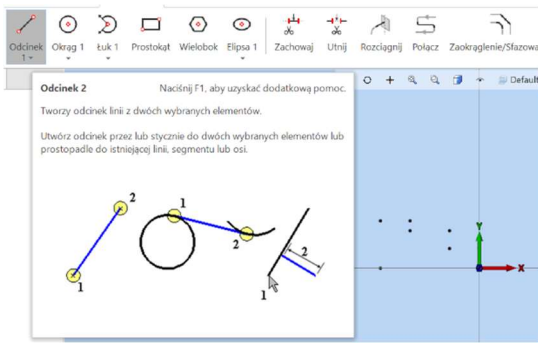 Odcinek 1
Okrąg 1
Łuk 1
Prostokąt
Wielobok
Elipsa 1
Zachowaj
Utnij
Rozciągnij
Połącz
Zaokrąglenie/Sfazowa
Odcinek 2 Naciśnij F1, aby uzyskać dodatkową pomoc.
Tworzy odcinek linii z dwóch wybranych elementów.
Utwórz odcinek przez lub stycznie do dwóch wybranych elementów lub
prostopadle do istniejącej linii, segmentu lub osi.
2
1
1
2
2
1
Default
Y
X